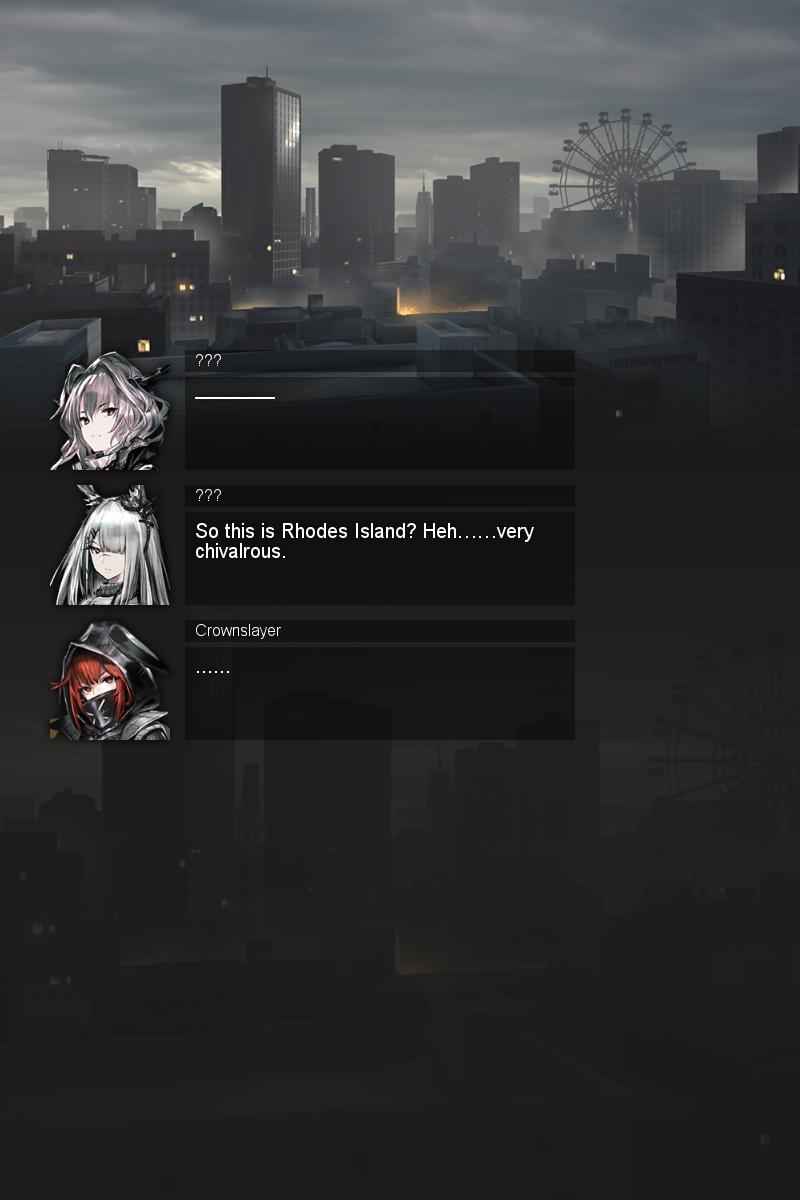 ???
————
???
So this is Rhodes Island? Heh……very
chivalrous.
Crownslayer
……